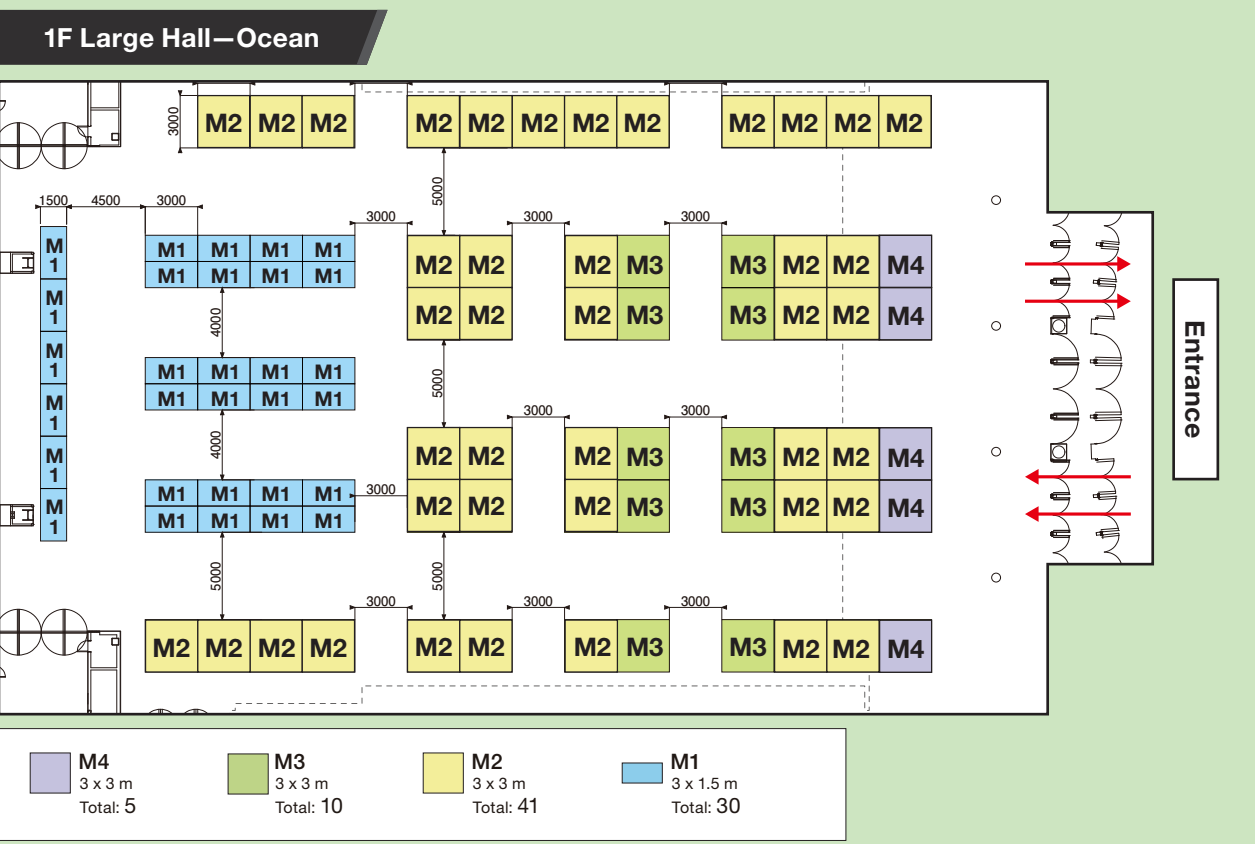 1F Large Hall—Ocean
3000
M2 M2 M2 M2 M2 M2 M2 M2 M2 M2 M2 M2
5000
1500 4500 3000
3000 3000 3000
M1
M1
M1
M1
M1
M1
M1 M1 M1 M1
M1 M1 M1 M1
M2 M2 M2 M3 M3 M2 M2 M4
M2 M2 M2 M3 M3 M2 M2 M4
4000
5000
M1 M1 M1 M1
M1 M1 M1 M1
3000 3000
4000
M2 M2 M2 M3 M3 M2 M2 M4
M1 M1 M1 M1
3000
M1 M1 M1 M1
M2 M2 M2 M3 M3 M2 M2 M4
5000
5000
3000 3000 3000
M2 M2 M2 M2 M2 M2 M2 M3 M3 M2 M2 M4
Entrance
M4
3 x 3 m
Total: 5
M3
3 x 3 m
Total: 10
M2
3 x 3 m
Total: 41
M1
3 x 1.5 m
Total: 30